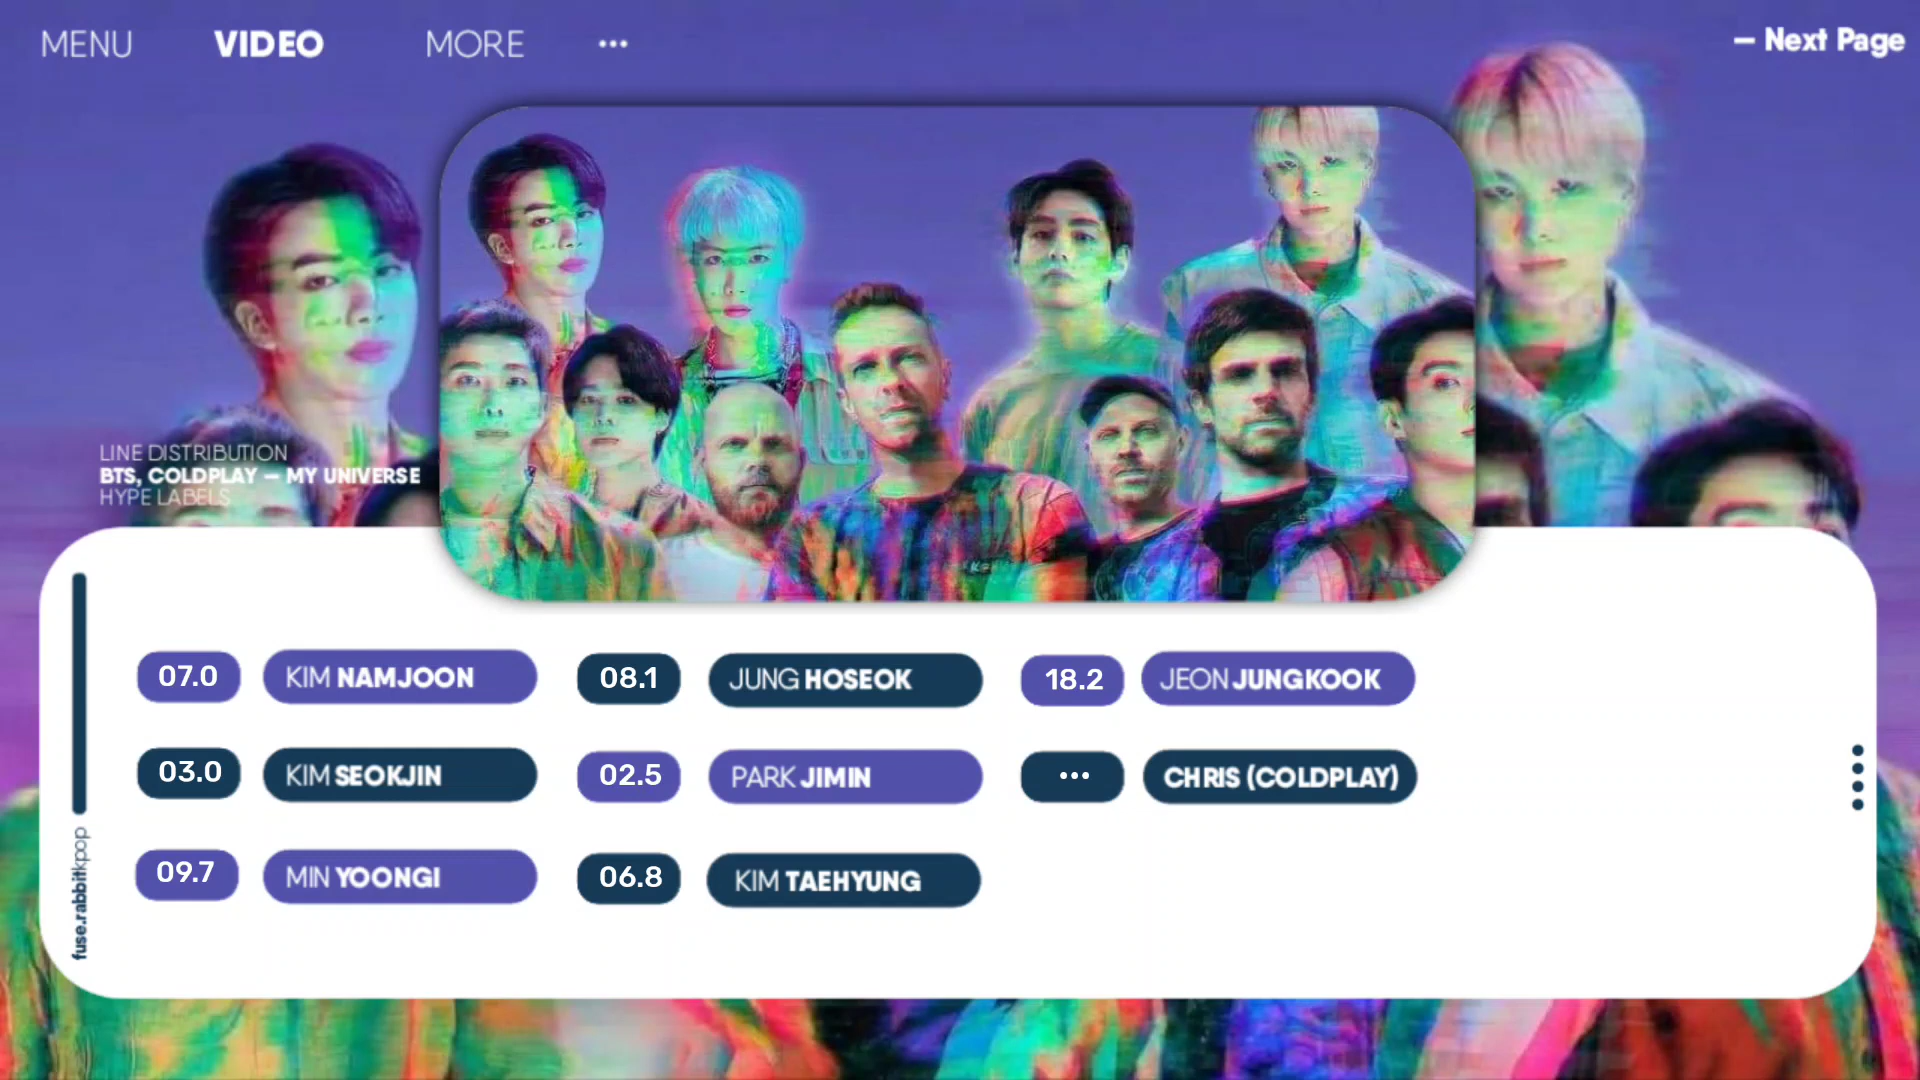 MENU VIDEO MORE •••
— Next Page
LINE DISTRIBUTION
BTS, COLDPLAY — MY UNIVERSE
HYPE LABELS
07.0 KIM NAMJOON
08.1 JUNG HOSEOK
18.2 JEON JUNGKOOK
03.0 KIM SEOKJIN
02.5 PARK JIMIN
••• CHRIS (COLDPLAY)
09.7 MIN YOONGI
06.8 KIM TAEHYUNG
fuse.rabbitkpop